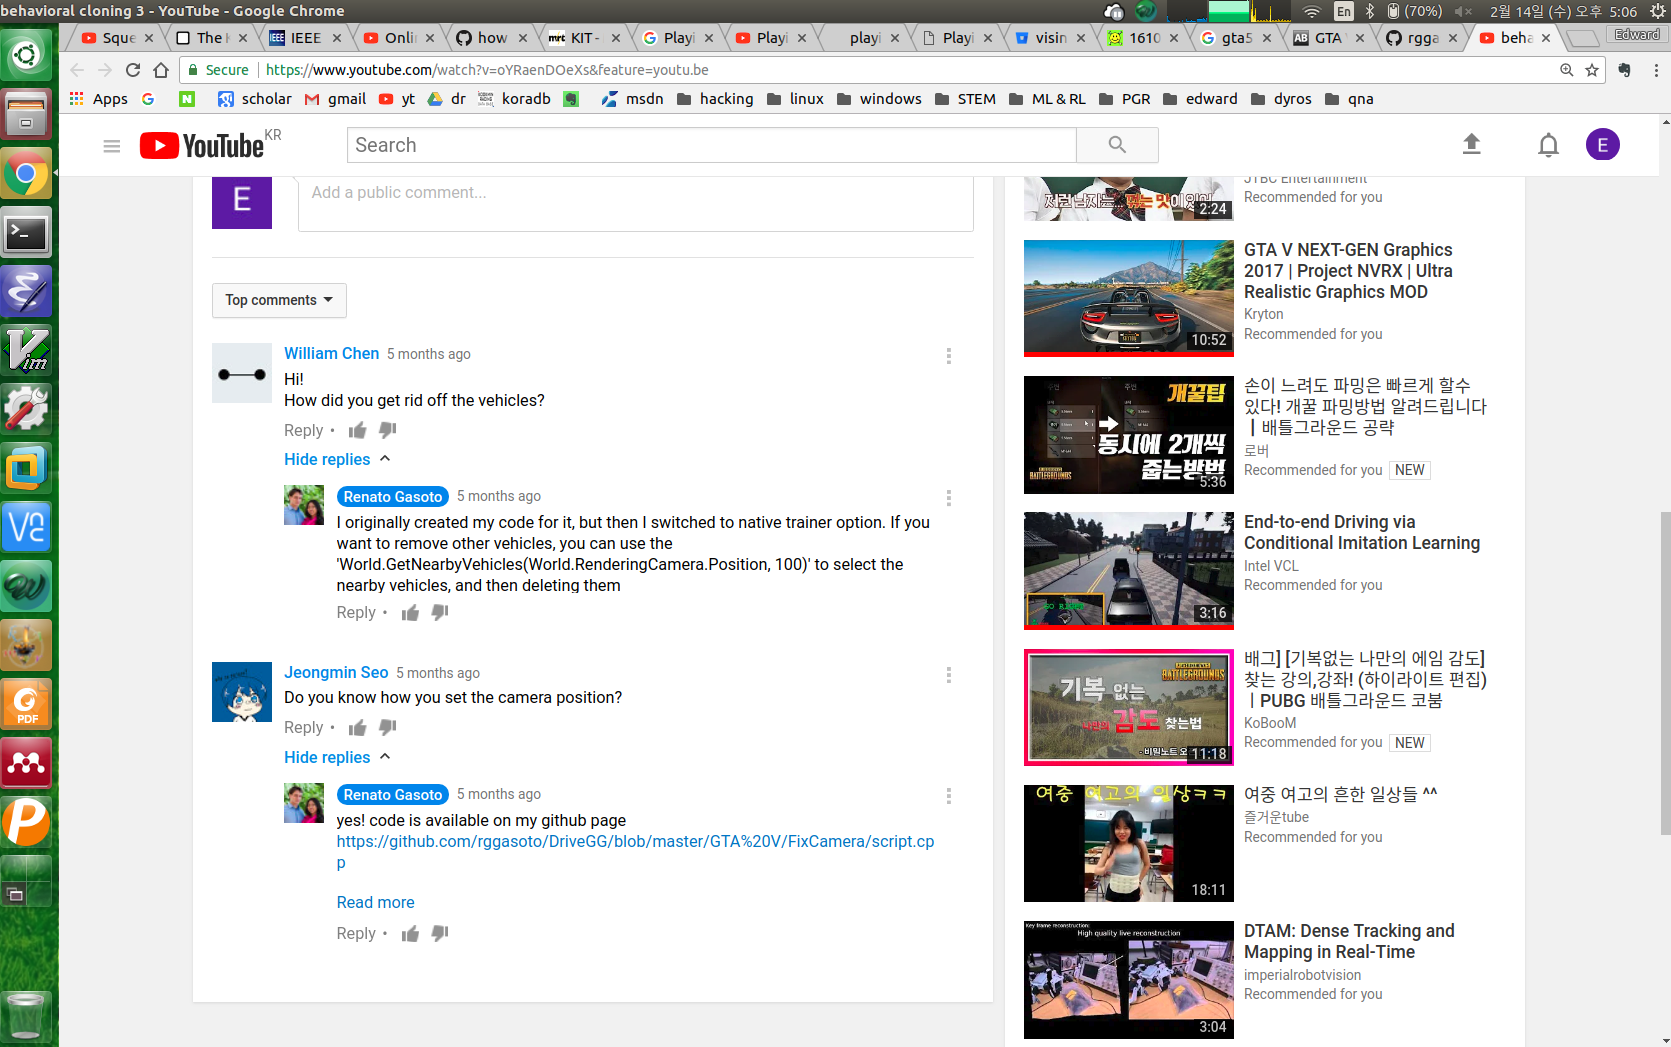 behavioral cloning 3 - YouTube - Google Chrome
En
(70%)
2월 14일 (수) 오후 5:06
Sque
The K
IEEE
IEEE
Onlin
how
mrt
KIT -
Playi
Playi
playi
Playi
visin
1610
gta5
AB
GTA
rgga
beha
Edward
Secure
https://www.youtube.com/watch?v=oYRaenDOeXs&feature=youtu.be
Apps
N
scholar
gmail
yt
dr
koradb
msdn
hacking
linux
windows
STEM
ML & RL
PGR
edward
dyros
qna
YouTube
KR
Search
E
E
Add a public comment...
Top comments
William Chen 5 months ago
Hi!
How did you get rid off the vehicles?
Reply •
Hide replies
Renato Gasoto 5 months ago
I originally created my code for it, but then I switched to native trainer option. If you
want to remove other vehicles, you can use the
'World.GetNearbyVehicles(World.RenderingCamera.Position, 100)' to select the
nearby vehicles, and then deleting them
Reply •
Jeongmin Seo 5 months ago
Do you know how you set the camera position?
Reply •
Hide replies
Renato Gasoto 5 months ago
yes! code is available on my github page
https://github.com/rggasoto/DriveGG/blob/master/GTA%20V/FixCamera/script.cp
p
Read more
Reply •
JTBC Entertainment
Recommended for you
2:24
GTA V NEXT-GEN Graphics
2017 | Project NVRX | Ultra
Realistic Graphics MOD
Kryton
Recommended for you
10:52
개꿀팁
동시에 2개씩
줍는방법
BATTLEGROUNDS
5:36
손이 느려도 파밍은 빠르게 할수
있다! 개꿀 파밍방법 알려드립니다
┃배틀그라운드 공략
로버
Recommended for you NEW
3:16
End-to-end Driving via
Conditional Imitation Learning
Intel VCL
Recommended for you
BATTLEGROUNDS
기복 없는
나만의 감도 찾는법
11:18
배그] [기복없는 나만의 에임 감도]
찾는 강의,강좌! (하이라이트 편집)
ㅣPUBG 배틀그라운드 코봄
KoBooM
Recommended for you NEW
여중 여고의 일상ㅋㅋ
18:11
여중 여고의 흔한 일상들 ^^
즐거운tube
Recommended for you
Key frame reconstruction:
High quality live reconstruction
3:04
DTAM: Dense Tracking and
Mapping in Real-Time
imperialrobotvision
Recommended for you
Vim
PDF